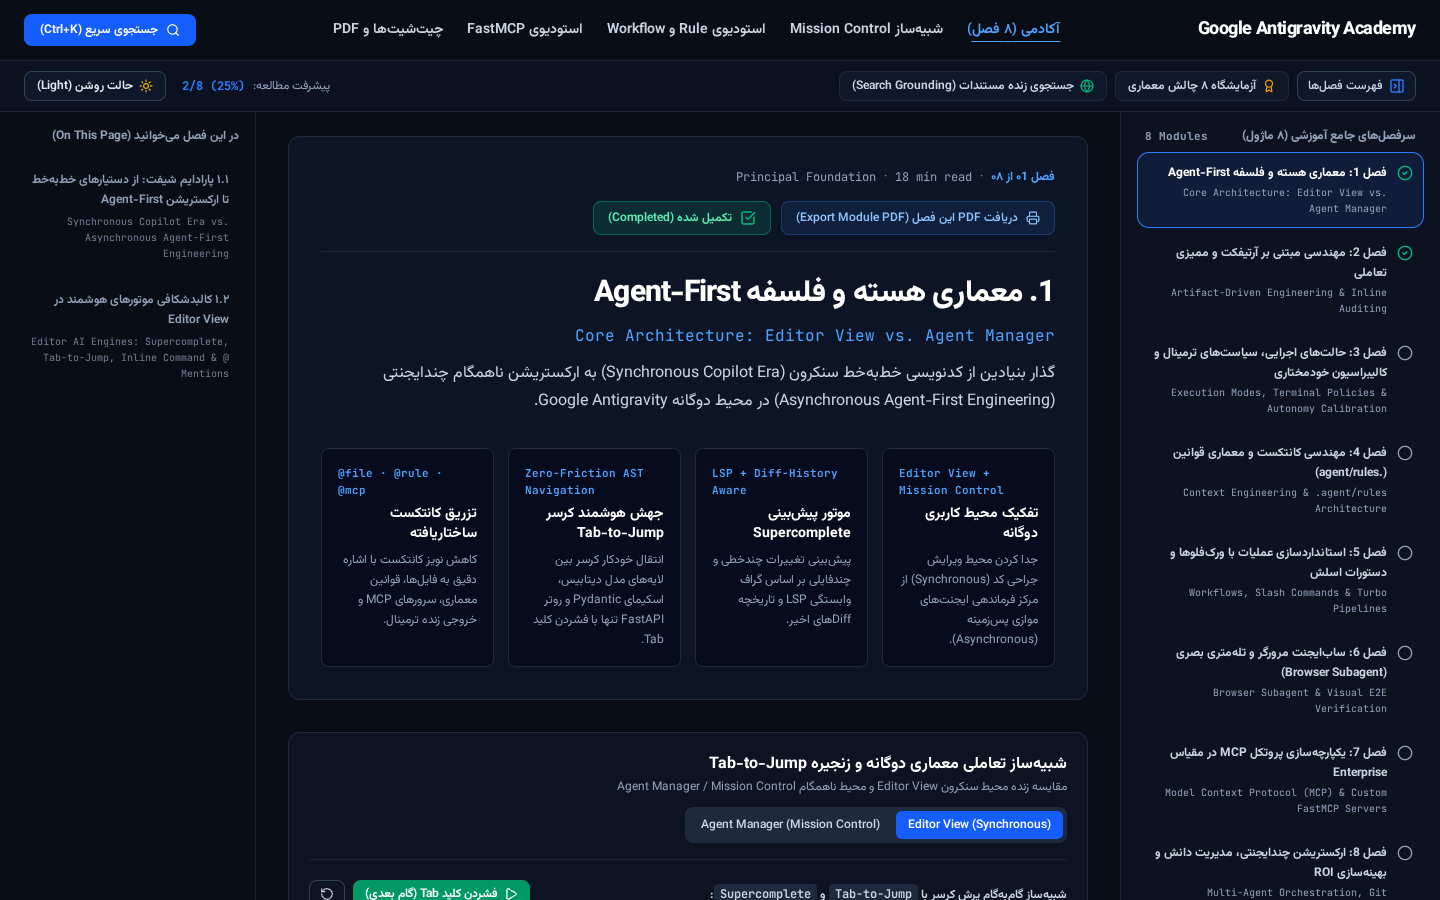 Google Antigravity Academy
آکادمی (۸ فصل)
شبیه‌ساز Mission Control
استودیوی Rule و Workflow
استودیوی FastMCP
چیت‌شیت‌ها و PDF
جستجوی سریع (Ctrl+K)
فهرست فصل‌ها
آزمایشگاه ۸ چالش معماری
جستجوی زنده مستندات (Search Grounding)
پیشرفت مطالعه:
2/8 (25%)
حالت روشن (Light)
سرفصل‌های جامع آموزشی (۸ ماژول)
8 Modules
فصل 1: معماری هسته و فلسفه Agent-First
Core Architecture: Editor View vs.
Agent Manager
فصل 2: مهندسی مبتنی بر آرتیفکت و ممیزی
تعاملی
Artifact-Driven Engineering & Inline
Auditing
فصل 3: حالت‌های اجرایی، سیاست‌های ترمینال و
کالیبراسیون خودمختاری
Execution Modes, Terminal Policies &
Autonomy Calibration
فصل 4: مهندسی کانتکست و معماری قوانین
(.agent/rules)
Context Engineering & .agent/rules
Architecture
فصل 5: استانداردسازی عملیات با ورک‌فلوها و
دستورات اسلش
Workflows, Slash Commands & Turbo
Pipelines
فصل 6: ساب‌ایجنت مرورگر و تله‌متری بصری
(Browser Subagent)
Browser Subagent & Visual E2E
Verification
فصل 7: یکپارچه‌سازی پروتکل MCP در مقیاس
Enterprise
Model Context Protocol (MCP) & Custom
FastMCP Servers
فصل 8: ارکستریشن چندایجنتی، مدیریت دانش و
بهینه‌سازی ROI
Multi-Agent Orchestration, Git
فصل 01 از ۰۸ · 18 min read · Principal Foundation
دریافت PDF این فصل (Export Module PDF)
تکمیل شده (Completed)
1. معماری هسته و فلسفه Agent-First
Core Architecture: Editor View vs. Agent Manager
گذار بنیادین از کدنویسی خط‌به‌خط سنکرون (Synchronous Copilot Era) به ارکستریشن ناهمگام چندایجنتی
(Asynchronous Agent-First Engineering) در محیط دوگانه Google Antigravity.
Editor View +
Mission Control
تفکیک محیط کاربری
دوگانه
جدا کردن محیط ویرایش
جراحی کد (Synchronous) از
مرکز فرماندهی ایجنت‌های
موازی پس‌زمینه
(Asynchronous).
LSP + Diff-History
Aware
موتور پیش‌بینی
Supercomplete
پیش‌بینی تغییرات چندخطی و
چندفایلی بر اساس گراف
وابستگی LSP و تاریخچه
Diffهای اخیر.
Zero-Friction AST
Navigation
جهش هوشمند کرسر
Tab-to-Jump
انتقال خودکار کرسر بین
لایه‌های مدل دیتابیس،
اسکیمای Pydantic و روتر
FastAPI تنها با فشردن کلید
Tab.
@file · @rule ·
@mcp
تزریق کانتکست
ساختاریافته
کاهش نویز کانتکست با اشاره
دقیق به فایل‌ها، قوانین
معماری، سرورهای MCP و
خروجی زنده ترمینال.
شبیه‌ساز تعاملی معماری دوگانه و زنجیره Tab-to-Jump
مقایسه زنده محیط سنکرون Editor View و محیط ناهمگام Agent Manager / Mission Control
Editor View (Synchronous)
Agent Manager (Mission Control)
شبیه‌ساز گام‌به‌گام پرش کرسر با Tab-to-Jump و Supercomplete:
فشردن کلید Tab (گام بعدی)
در این فصل می‌خوانید (On This Page)
۱.۱ پارادایم شیفت: از دستیارهای خط‌به‌خط
تا ارکستریشن Agent-First
Synchronous Copilot Era vs.
Asynchronous Agent-First
Engineering
۱.۲ کالبدشکافی موتورهای هوشمند در
Editor View
Editor AI Engines: Supercomplete,
Tab-to-Jump, Inline Command & @
Mentions